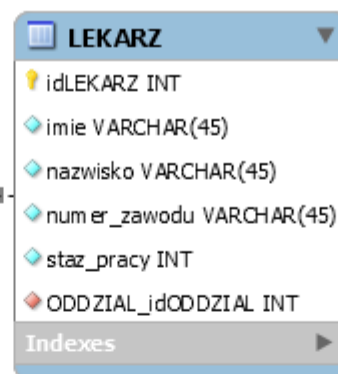 LEKARZ
idLEKARZ INT
imie VARCHAR(45)
nazwisko VARCHAR(45)
numer_zawodu VARCHAR(45)
staz_pracy INT
ODDZIAL_idODDZIAL INT
Indexes